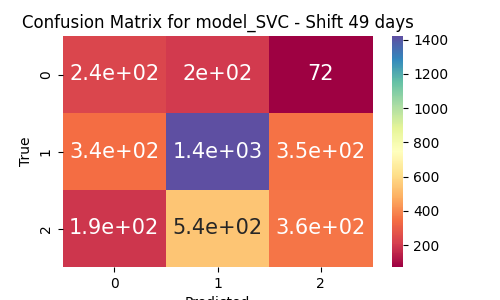 Confusion Matrix for model_SVC - Shift 49 days
0 2.4e+02 2e+02 72
1 3.4e+02 1.4e+03 3.5e+02
2 1.9e+02 5.4e+02 3.6e+02
True
0 1 2
Predicted
1400
1200
1000
800
600
400
200